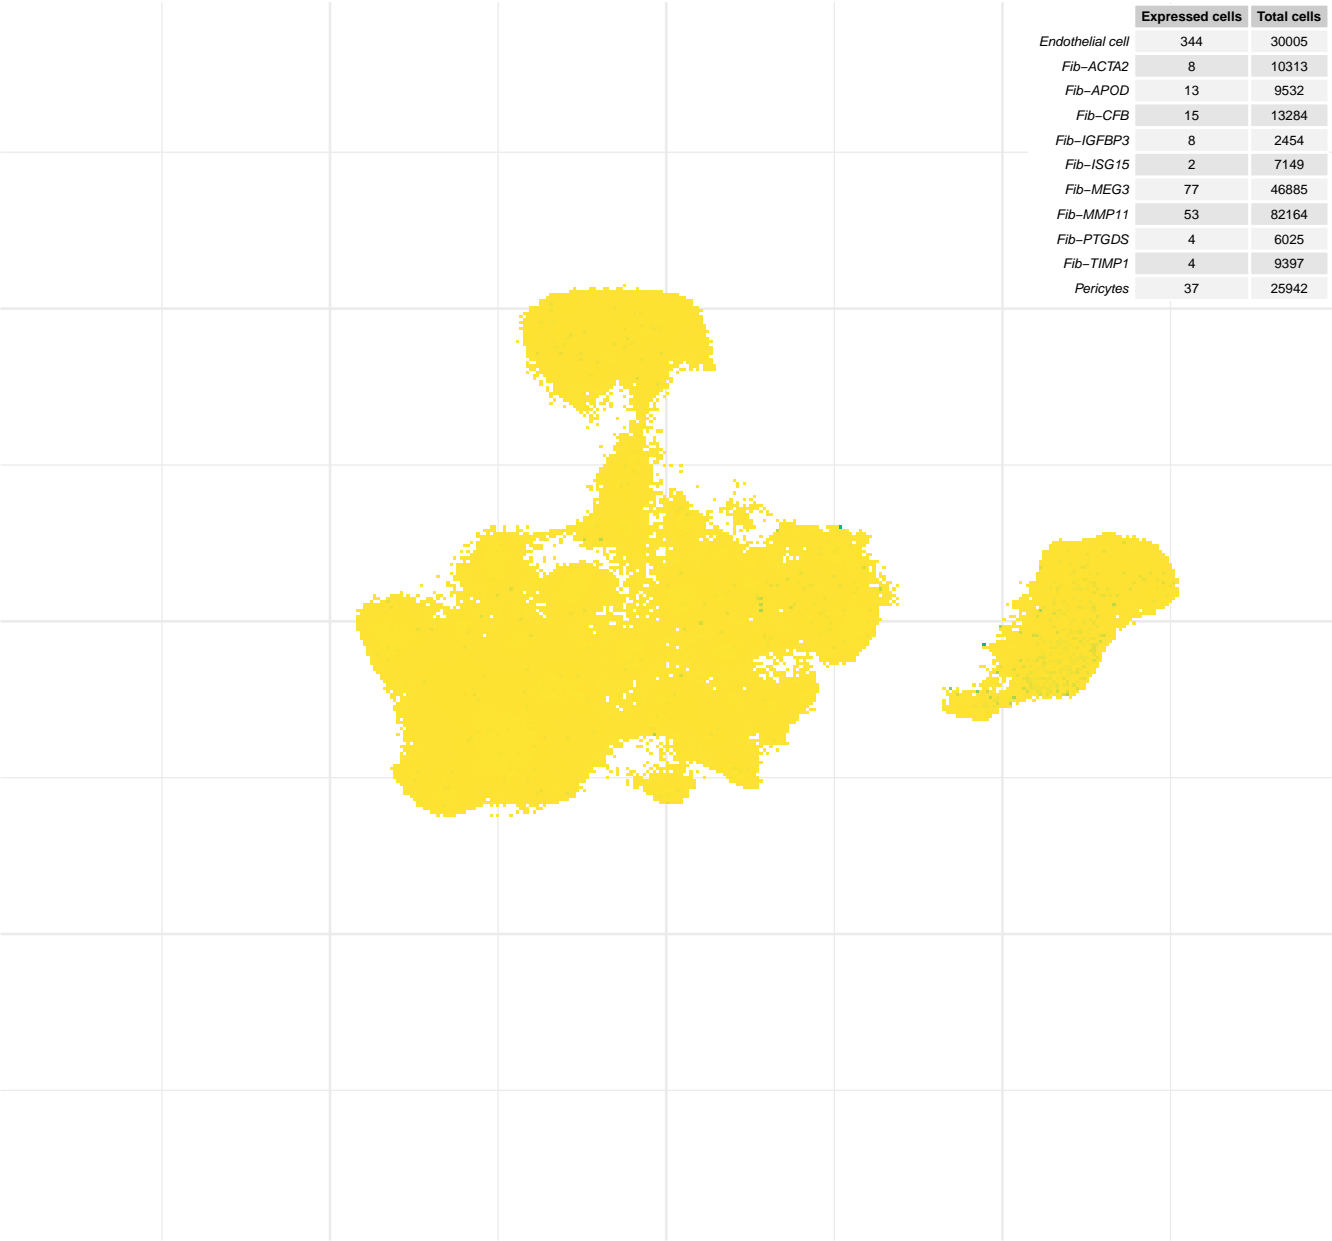 Expressed cells Total cells
Endothelial cell 344 30005
Fib−ACTA2 8 10313
Fib−APOD 13 9532
Fib−CFB 15 13284
Fib−IGFBP3 8 2454
Fib−ISG15 2 7149
Fib−MEG3 77 46885
Fib−MMP11 53 82164
Fib−PTGDS 4 6025
Fib−TIMP1 4 9397
Pericytes 37 25942